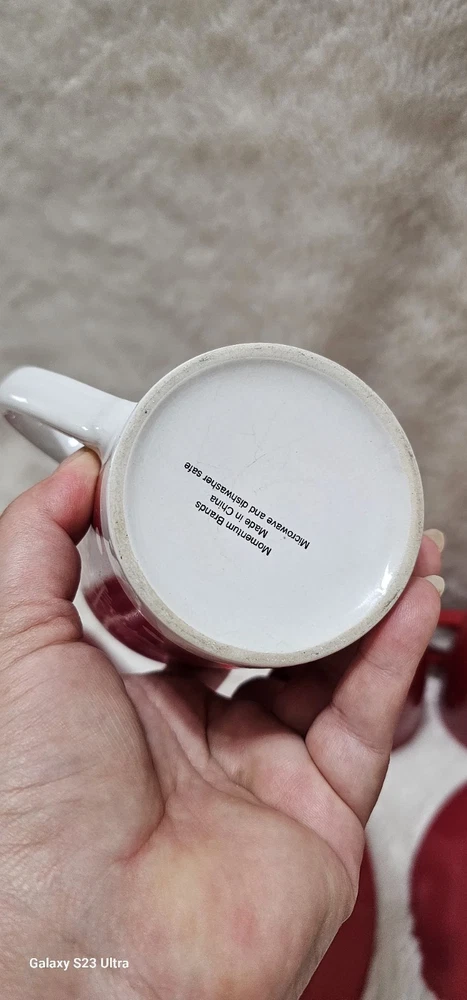 Momentum Brands
Made in China
Microwave and dishwasher safe
Galaxy S23 Ultra